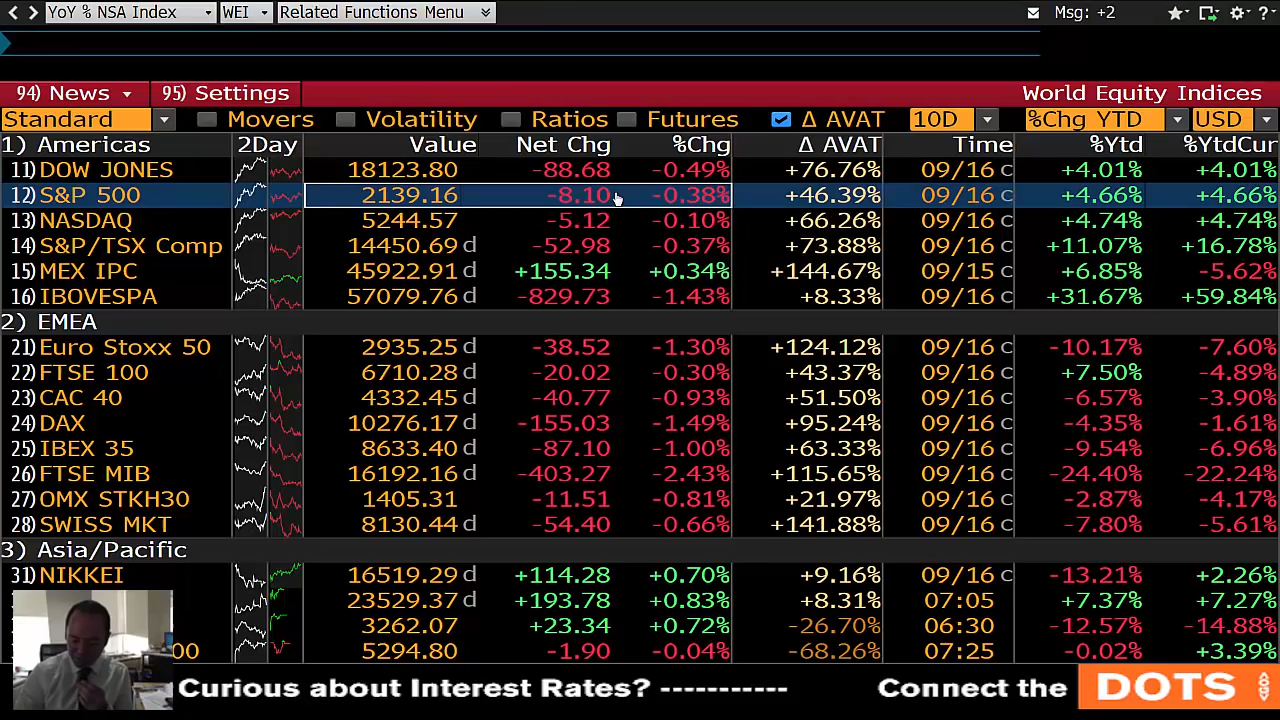 YoY % NSA Index WEI Related Functions Menu Msg: +2
94) News 95) Settings World Equity Indices
Standard Movers Volatility Ratios Futures Δ AVAT 10D %Chg YTD USD
1) Americas 2Day Value Net Chg %Chg Δ AVAT Time %Ytd %YtdCur
11) DOW JONES 18123.80 -88.68 -0.49% +76.76% 09/16 c +4.01% +4.01%
12) S&P 500 2139.16 -8.10 -0.38% +46.39% 09/16 c +4.66% +4.66%
13) NASDAQ 5244.57 -5.12 -0.10% +66.26% 09/16 c +4.74% +4.74%
14) S&P/TSX Comp 14450.69 d -52.98 -0.37% +73.88% 09/16 c +11.07% +16.78%
15) MEX IPC 45922.91 d +155.34 +0.34% +144.67% 09/15 c +6.85% -5.62%
16) IBOVESPA 57079.76 d -829.73 -1.43% +8.33% 09/16 c +31.67% +59.84%
2) EMEA
21) Euro Stoxx 50 2935.25 d -38.52 -1.30% +124.12% 09/16 c -10.17% -7.60%
22) FTSE 100 6710.28 d -20.02 -0.30% +43.37% 09/16 c +7.50% -4.89%
23) CAC 40 4332.45 d -40.77 -0.93% +51.50% 09/16 c -6.57% -3.90%
24) DAX 10276.17 d -155.03 -1.49% +95.24% 09/16 c -4.35% -1.61%
25) IBEX 35 8633.40 d -87.10 -1.00% +63.33% 09/16 c -9.54% -6.96%
26) FTSE MIB 16192.16 d -403.27 -2.43% +115.65% 09/16 c -24.40% -22.24%
27) OMX STKH30 1405.31 -11.51 -0.81% +21.97% 09/16 c -2.87% -4.17%
28) SWISS MKT 8130.44 d -54.40 -0.66% +141.88% 09/16 c -7.80% -5.61%
3) Asia/Pacific
31) NIKKEI 16519.29 d +114.28 +0.70% +9.16% 09/16 c -13.21% +2.26%
23529.37 d +193.78 +0.83% +8.31% 07:05 +7.37% +7.27%
3262.07 +23.34 +0.72% -26.70% 06:30 -12.57% -14.88%
00 5294.80 -1.90 -0.04% -68.26% 07:25 -0.02% +3.39%
Curious about Interest Rates? ----------- Connect the DOTS